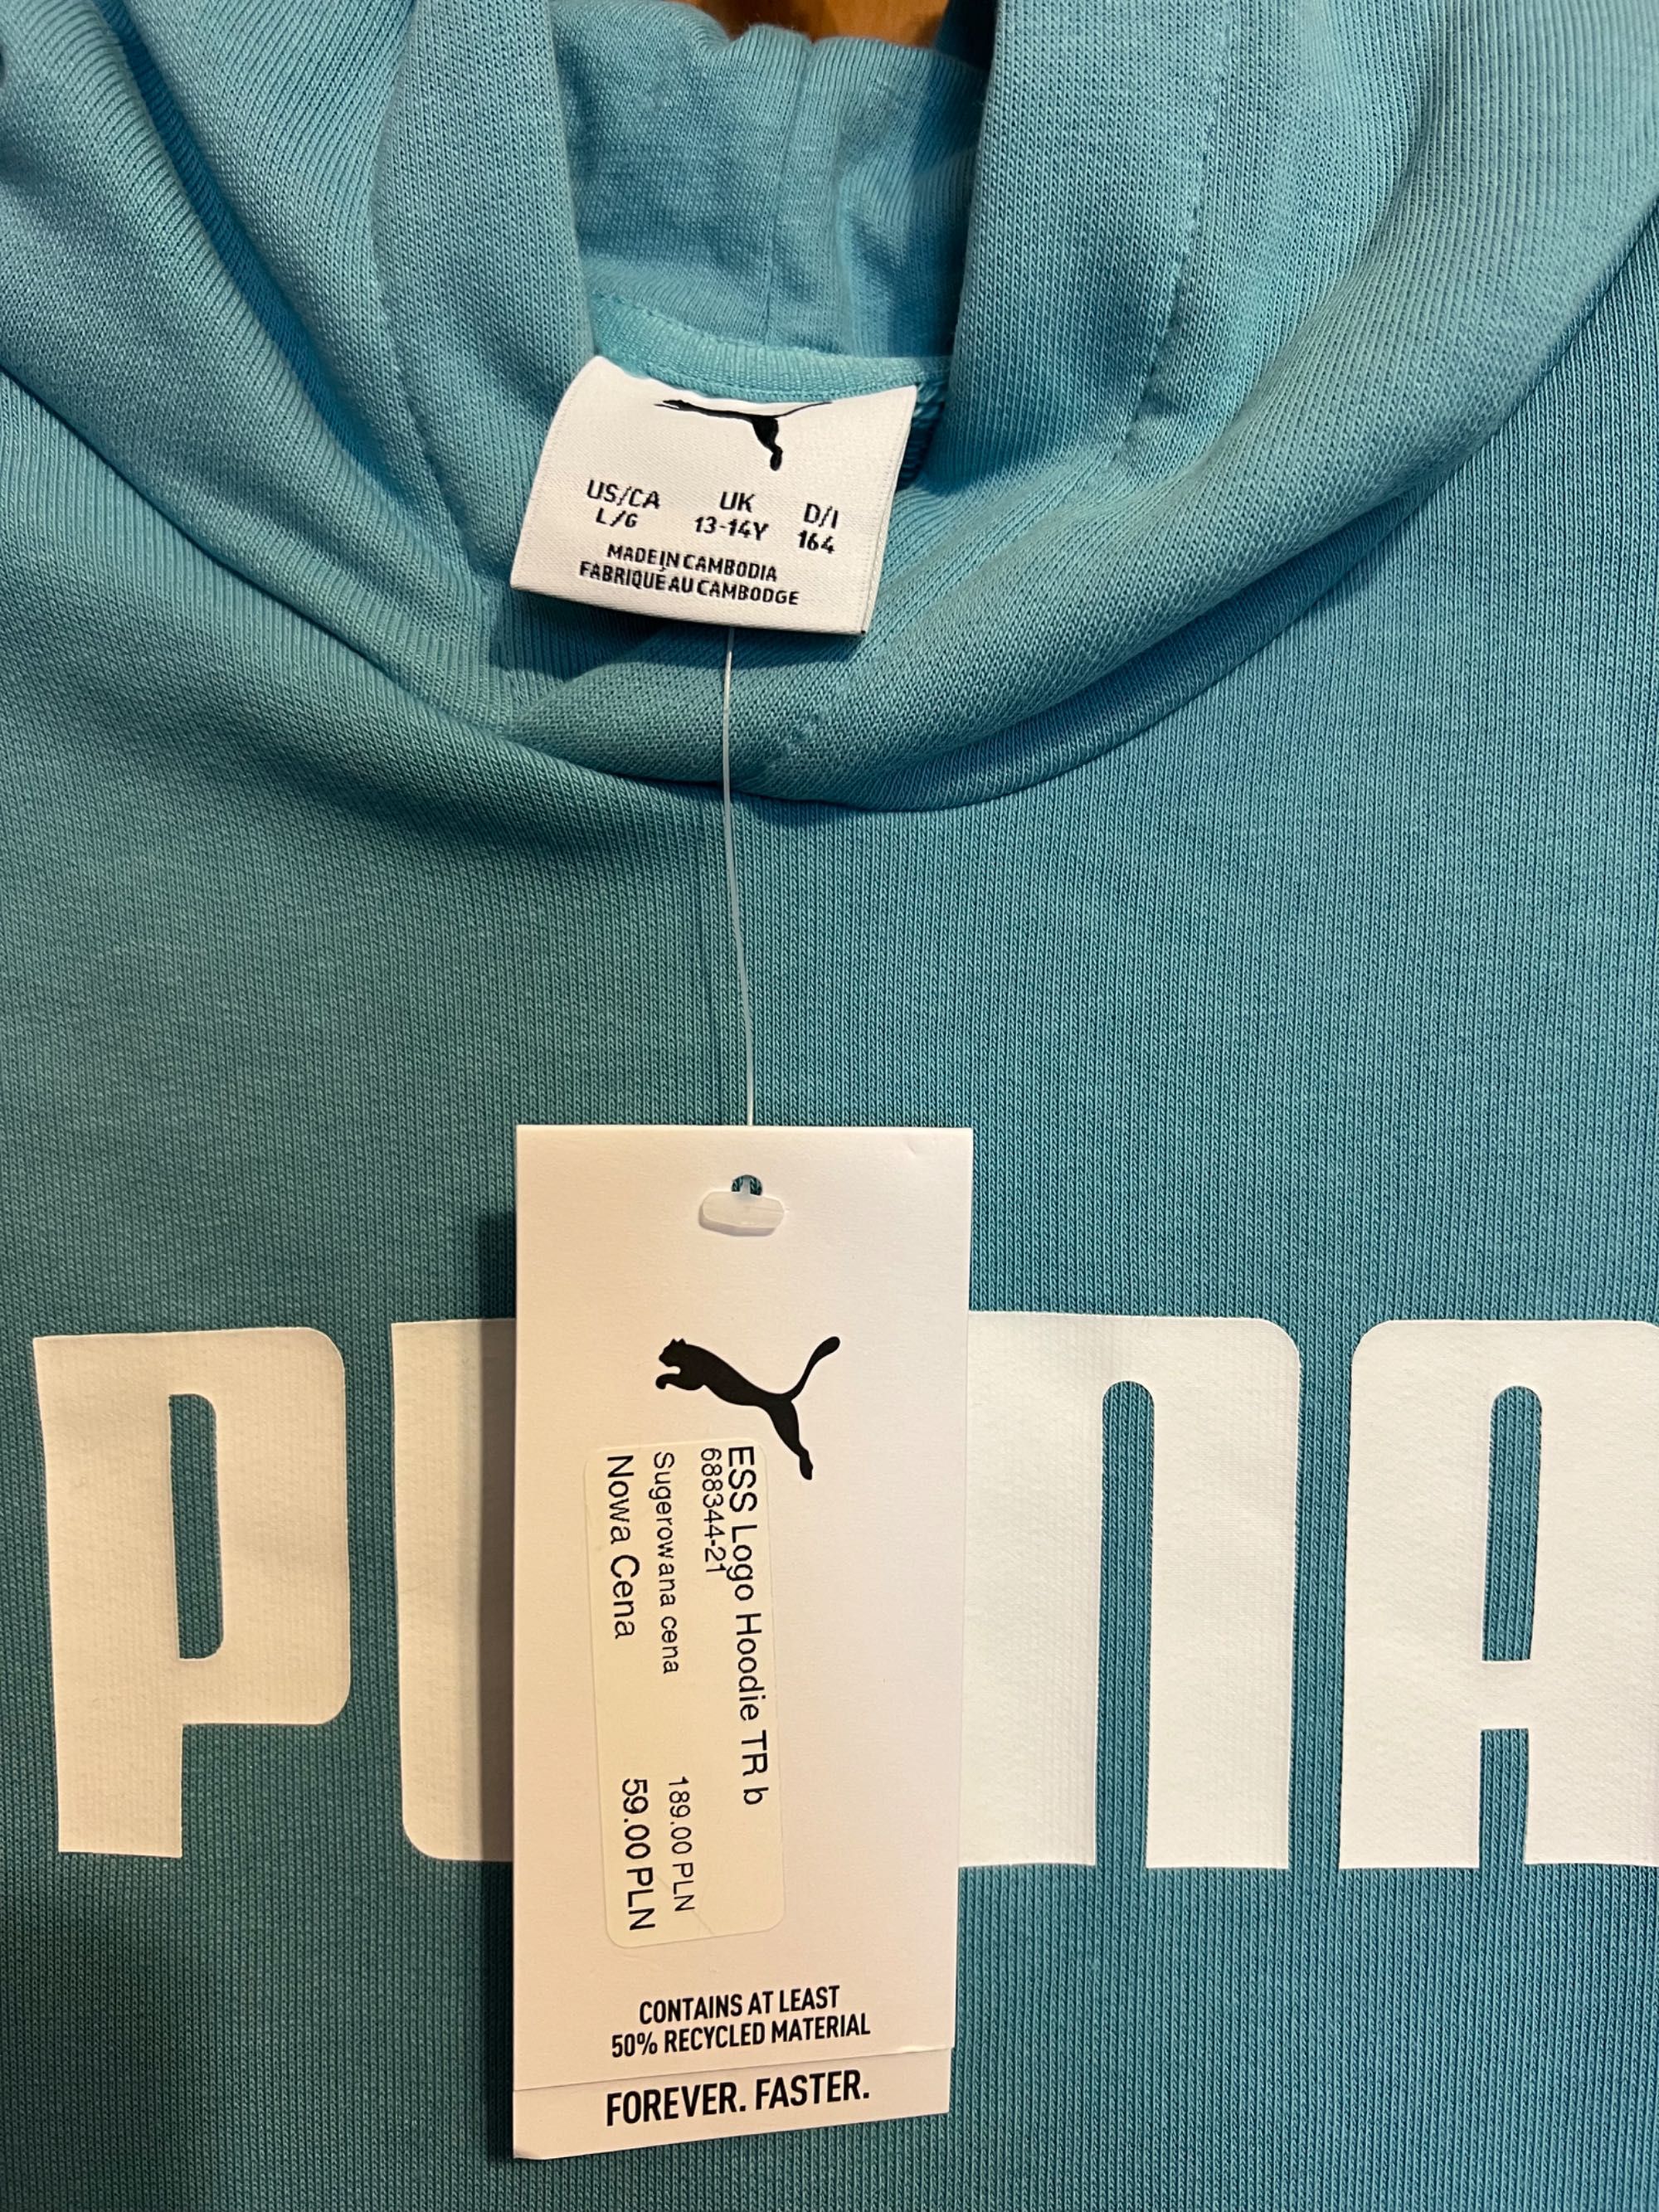 US/CA UK D/I
L/G 13-14Y 164
MADE IN CAMBODIA
FABRIQUÉ AU CAMBODGE
PUMA
ESS Logo Hoodie TR b
688344-21
Sugerowana cena 189.00 PLN
Nowa Cena 59.00 PLN
CONTAINS AT LEAST
50% RECYCLED MATERIAL
FOREVER. FASTER.